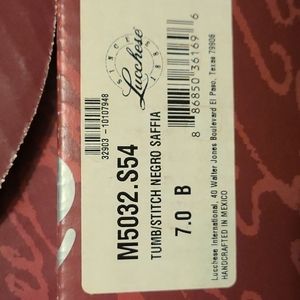 SINCE 1883
Lucchese
32903 -10107948
M5032.S54
TUMB/STITCH NEGRO SAFFIA
7.0 B
8 86850 36169 6
Lucchese International, 40 Walter Jones Boulevard El Paso, Texas 79906
HANDCRAFTED IN MEXICO